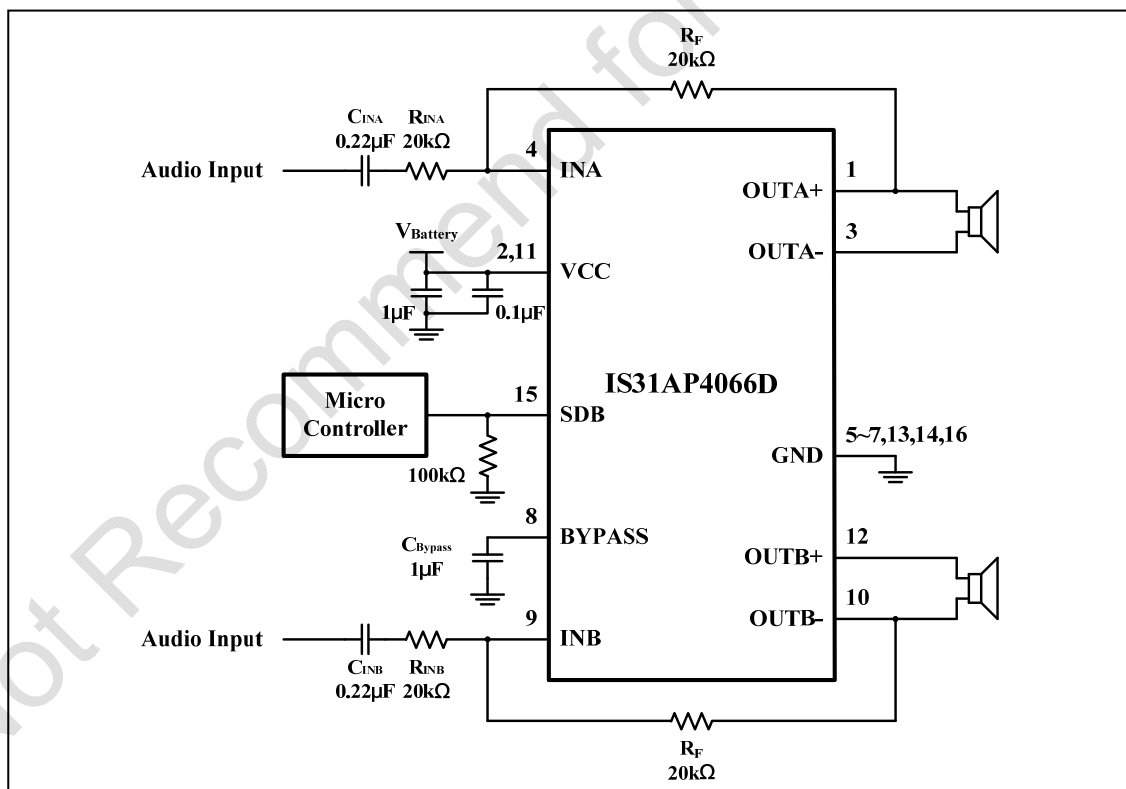 Not Recommend for
RF
20kΩ
CINA
0.22µF
RINA
20kΩ
Audio Input
4
INA
1
OUTA+
3
OUTA-
VBattery
2,11
VCC
1µF
0.1µF
IS31AP4066D
Micro
Controller
15
SDB
100kΩ
5~7,13,14,16
GND
8
BYPASS
CBypass
1µF
12
OUTB+
10
OUTB-
Audio Input
9
INB
CINB
0.22µF
RINB
20kΩ
RF
20kΩ